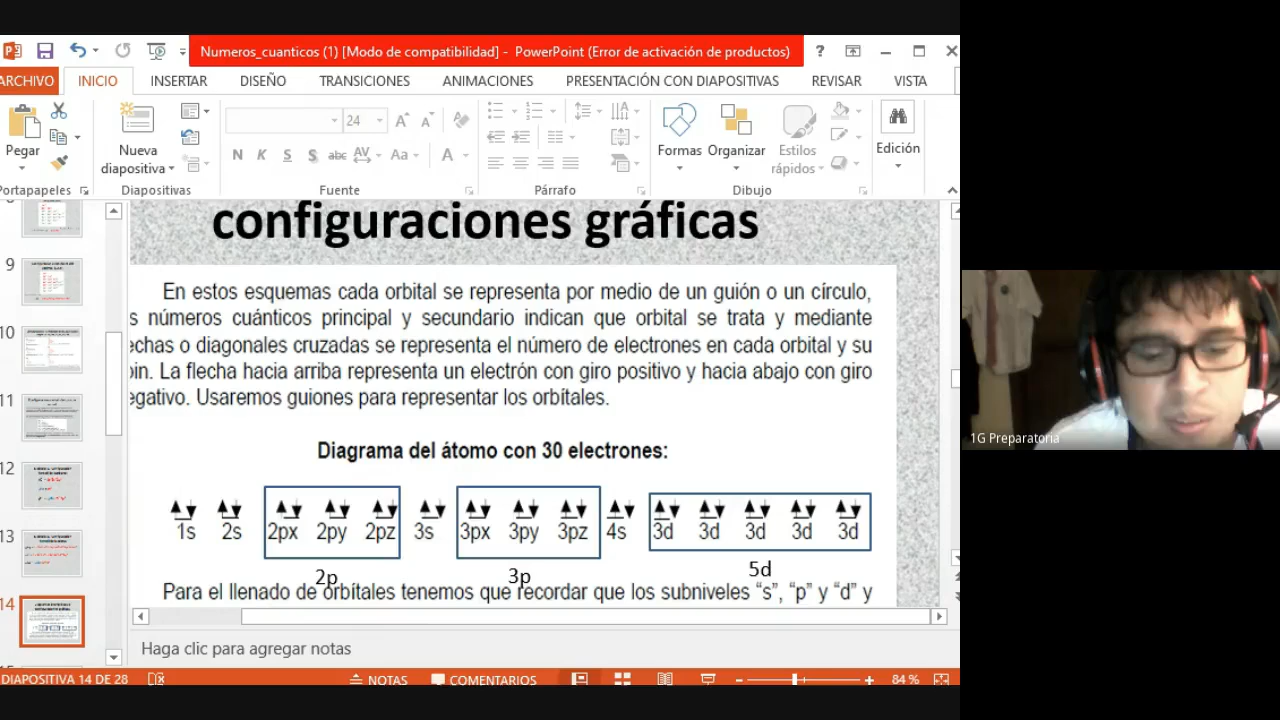 Numeros_cuanticos (1) [Modo de compatibilidad] - PowerPoint (Error de activación de productos)
ARCHIVO INICIO INSERTAR DISEÑO TRANSICIONES ANIMACIONES PRESENTACIÓN CON DIAPOSITIVAS REVISAR VISTA
24
Pegar
Nueva
diapositiva
N K S S abc AV Aa A
Formas Organizar Estilos
rápidos
Edición
Portapapeles Diapositivas Fuente Párrafo Dibujo
configuraciones gráficas
En estos esquemas cada orbital se representa por medio de un guión o un círculo,
s números cuánticos principal y secundario indican que orbital se trata y mediante
echas o diagonales cruzadas se representa el número de electrones en cada orbital y su
in. La flecha hacia arriba representa un electrón con giro positivo y hacia abajo con giro
egativo. Usaremos guiones para representar los orbítales.
Diagrama del átomo con 30 electrones:
1s 2s 2px 2py 2pz 3s 3px 3py 3pz 4s 3d 3d 3d 3d 3d
2p 3p 5d
Para el llenado de orbítales tenemos que recordar que los subniveles “s”, “p” y “d” y
9
10
11
12
13
14
Haga clic para agregar notas
DIAPOSITIVA 14 DE 28 NOTAS COMENTARIOS 84 %
1G Preparatoria